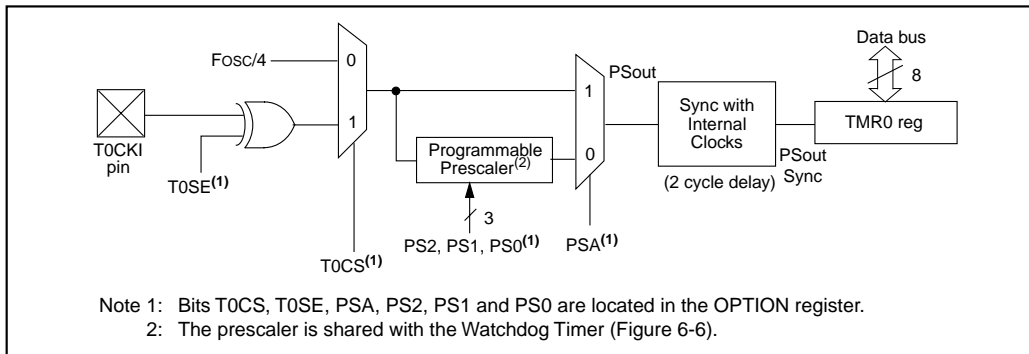 Data bus
8
FOSC/4
0
1
T0CKI
pin
T0SE(1)
T0CS(1)
Programmable
Prescaler(2)
3
PS2, PS1, PS0(1)
1
0
PSA(1)
PSout
Sync with
Internal
Clocks
(2 cycle delay)
PSout
Sync
TMR0 reg
Note 1: Bits T0CS, T0SE, PSA, PS2, PS1 and PS0 are located in the OPTION register.
2: The prescaler is shared with the Watchdog Timer (Figure 6-6).